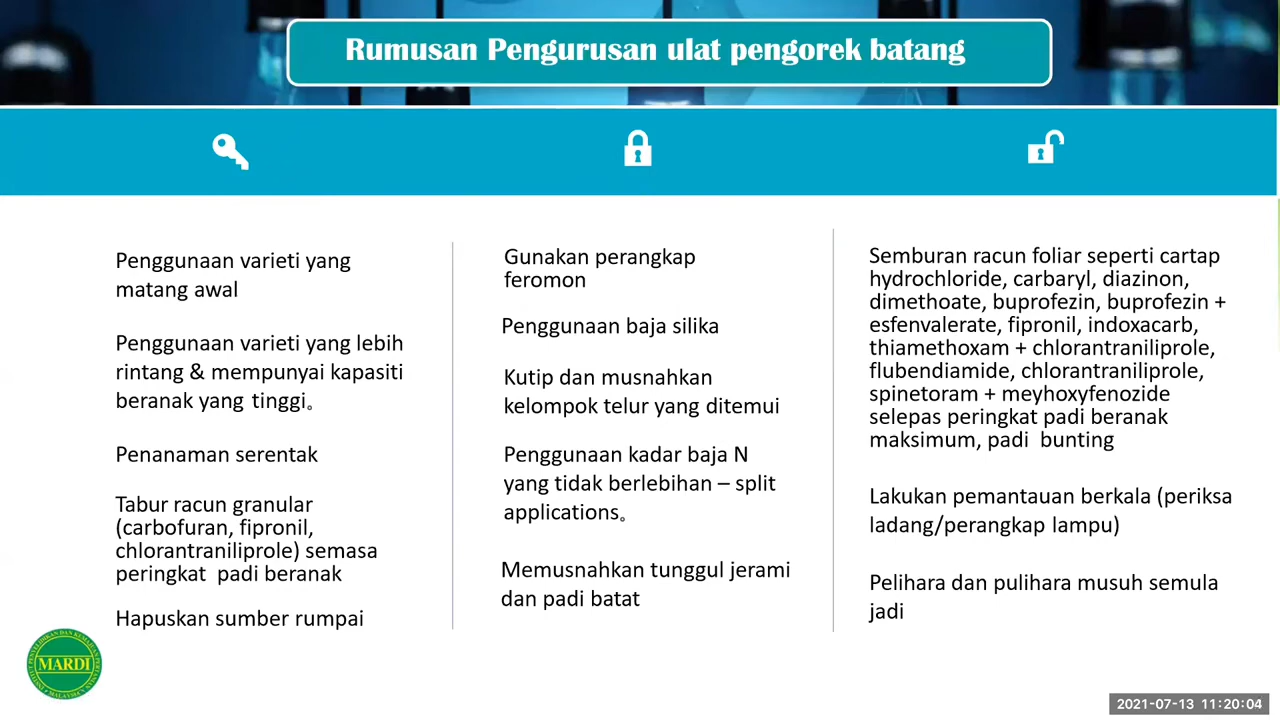 Rumusan Pengurusan ulat pengorek batang
Penggunaan varieti yang
matang awal
Penggunaan varieti yang lebih
rintang & mempunyai kapasiti
beranak yang tinggi。
Penanaman serentak
Tabur racun granular
(carbofuran, fipronil,
chlorantraniliprole) semasa
peringkat padi beranak
Hapuskan sumber rumpai
Gunakan perangkap
feromon
Penggunaan baja silika
Kutip dan musnahkan
kelompok telur yang ditemui
Penggunaan kadar baja N
yang tidak berlebihan – split
applications。
Memusnahkan tunggul jerami
dan padi batat
Semburan racun foliar seperti cartap
hydrochloride, carbaryl, diazinon,
dimethoate, buprofezin, buprofezin +
esfenvalerate, fipronil, indoxacarb,
thiamethoxam + chlorantraniliprole,
flubendiamide, chlorantraniliprole,
spinetoram + meyhoxyfenozide
selepas peringkat padi beranak
maksimum, padi bunting
Lakukan pemantauan berkala (periksa
ladang/perangkap lampu)
Pelihara dan pulihara musuh semula
jadi
MARDI
2021-07-13 11:20:04